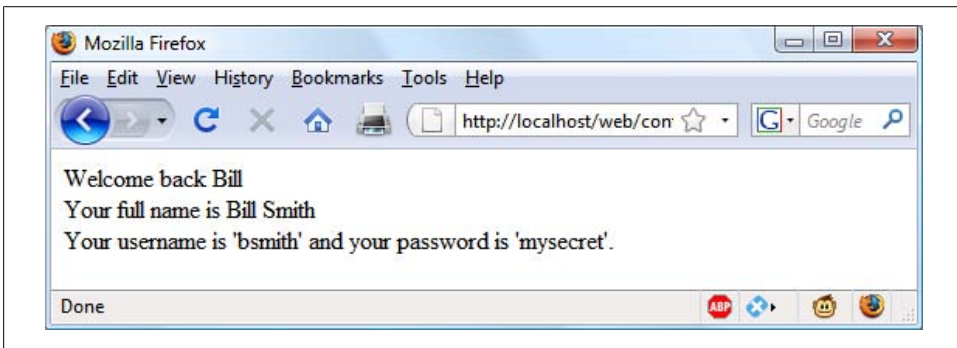 Mozilla Firefox
File Edit View History Bookmarks Tools Help
http://localhost/web/con
G Google
Welcome back Bill
Your full name is Bill Smith
Your username is 'bsmith' and your password is 'mysecret'.
Done
ABP